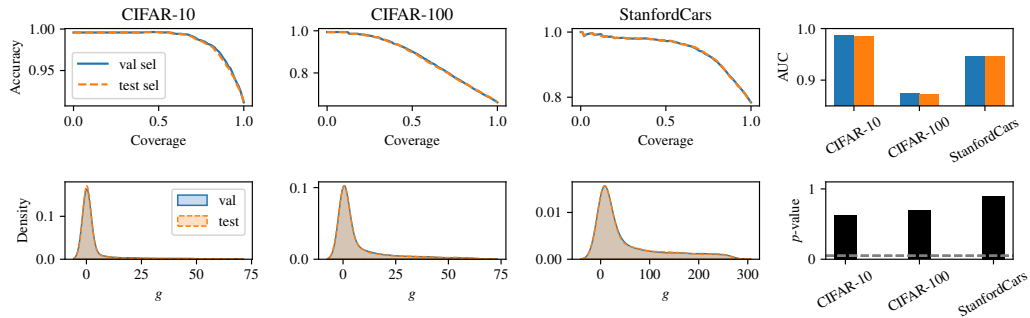 CIFAR-10
CIFAR-100
StanfordCars
Accuracy
1.00
0.95
val sel
test sel
0.0
0.5
1.0
Coverage
1.0
0.8
0.0
0.5
1.0
Coverage
1.0
0.8
0.0
0.5
1.0
Coverage
AUC
1.0
0.9
CIFAR-10
CIFAR-100
StanfordCars
Density
0.1
0.0
val
test
0
25
50
75
g
0.1
0.0
0
25
50
75
g
0.01
0.00
0
100
200
300
g
p-value
1
0
CIFAR-10
CIFAR-100
StanfordCars